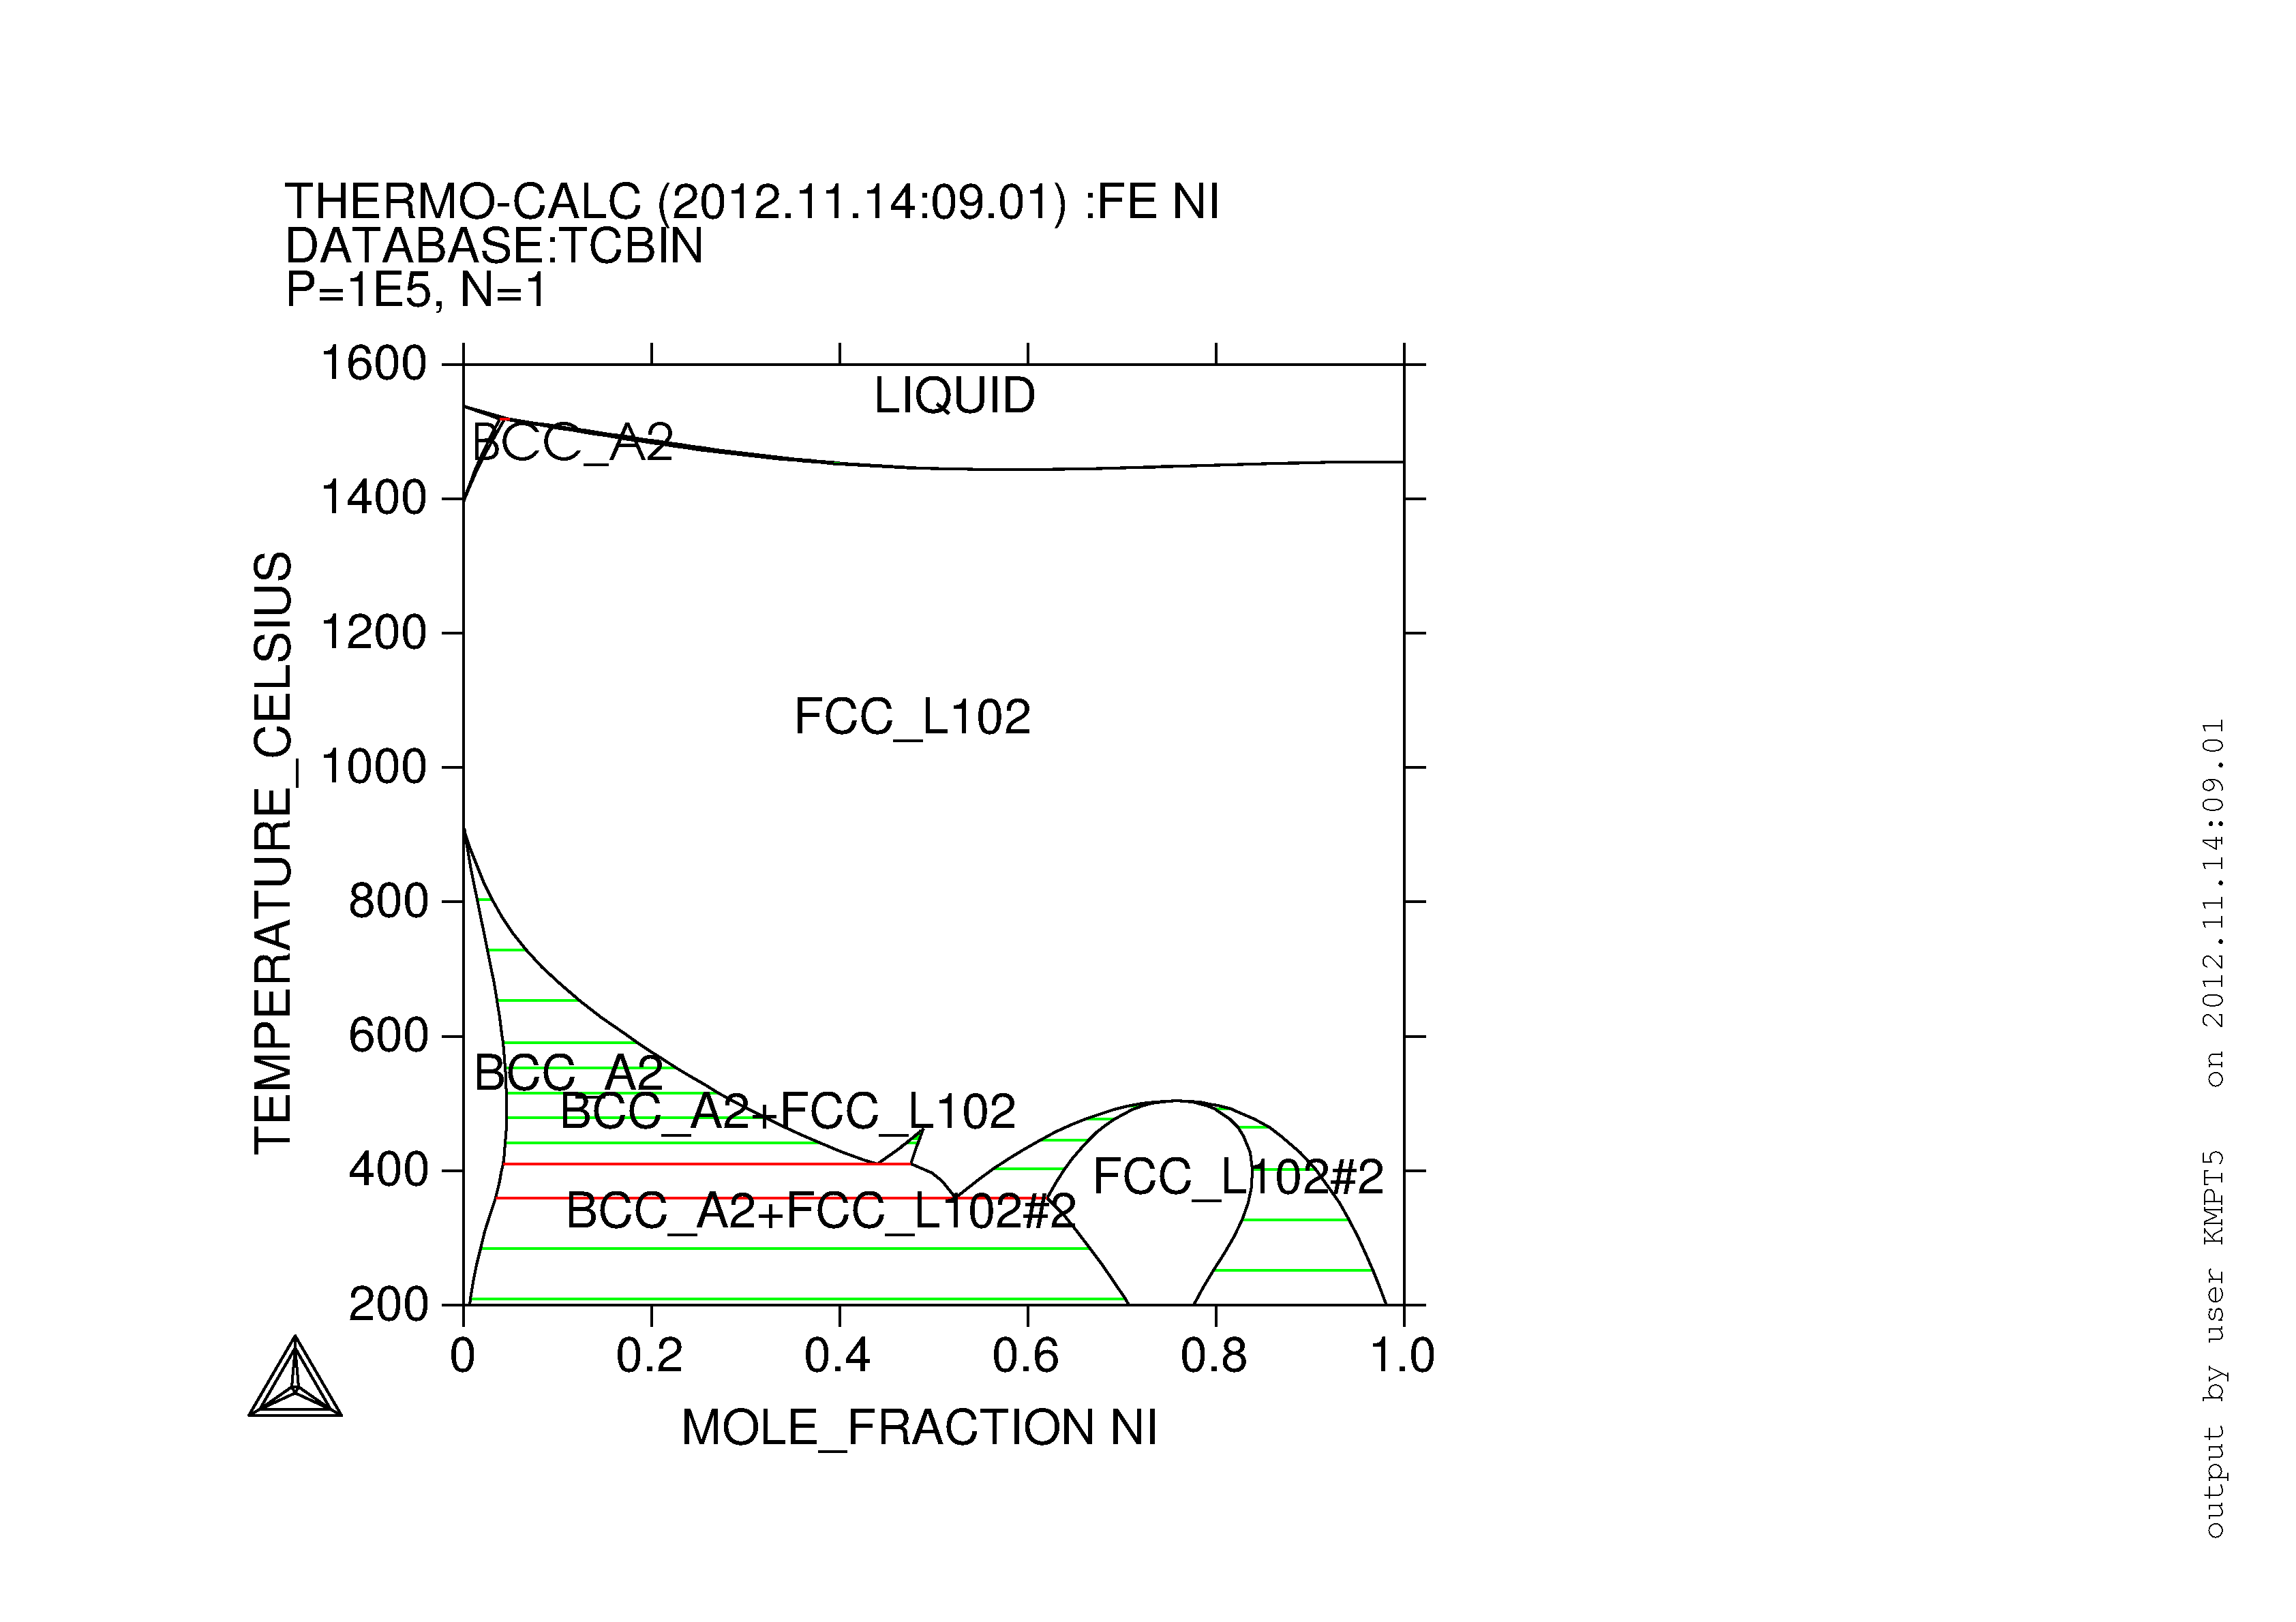 THERMO-CALC (2012.11.14:09.01) :FE NI
DATABASE:TCBIN
P=1E5, N=1
1600
1400
1200
1000
800
600
400
200
TEMPERATURE_CELSIUS
LIQUID
BCC_A2
FCC_L102
BCC_A2
BCC_A2+FCC_L102
FCC_L102#2
BCC_A2+FCC_L102#2
0 0.2 0.4 0.6 0.8 1.0
MOLE_FRACTION NI
output by user KMPT5 on 2012.11.14:09.01